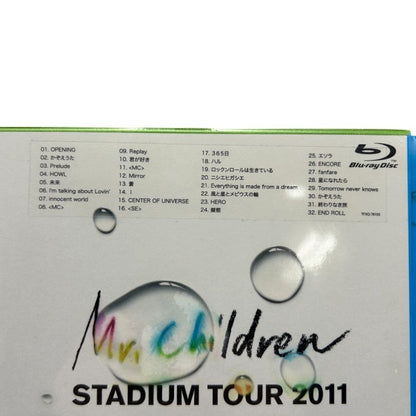 01. OPENING
02. かぞえうた
03. Prelude
04. HOWL
05. 未来
06. I'm talking about Lovin'
07. innocent world
08. <MC>
09. Replay
10. 君が好き
11. <MC>
12. Mirror
13. 妻
14. I
15. CENTER OF UNIVERSE
16. <SE>
17. 365日
18. ハル
19. ロックンロールは生きている
20. ニシエヒガシエ
21. Everything is made from a dream
22. 風と星とメビウスの輪
23. HERO
24. 擬態
25. エソラ
26. ENCORE
27. fanfare
28. 星になれたら
29. Tomorrow never knows
30. かぞえうた
31. 終わりなき旅
32. END ROLL
Blu-ray Disc
Mr. Children
STADIUM TOUR 2011